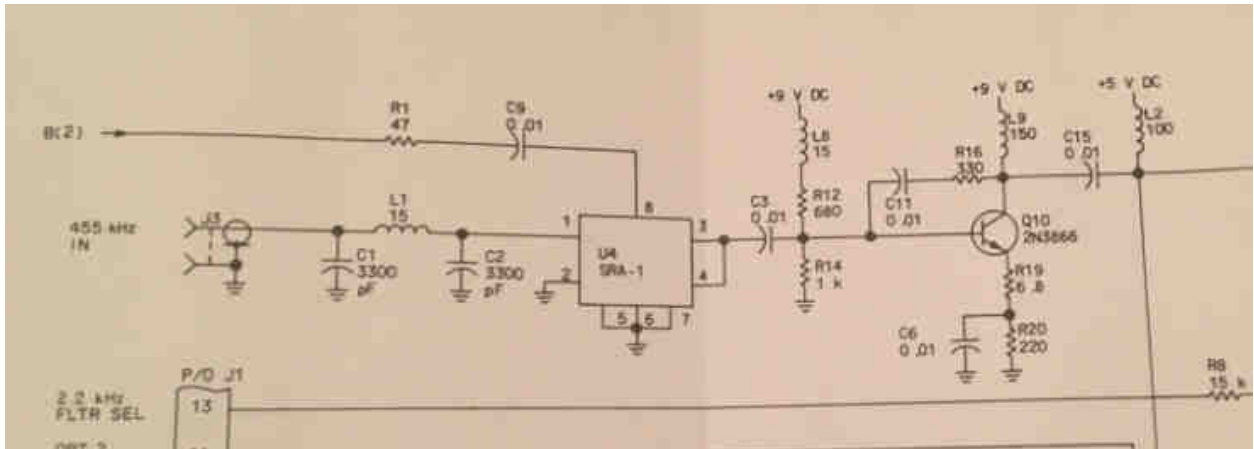 B(2)
R1
47
C9
0.01
455 kHz
IN
J3
L1
15
C1
3300
pF
C2
3300
pF
1
8
2
U4
SRA-1
3
4
5 6 7
C3
0.01
+9 V DC
L8
15
R12
680
R14
1 k
C11
0.01
R16
330
+9 V DC
L9
150
C15
0.01
+5 V DC
L2
100
Q10
2N3866
R19
6.8
C6
0.01
R20
220
P/O J1
2.2 kHz
FLTR SEL
13
R8
15 k